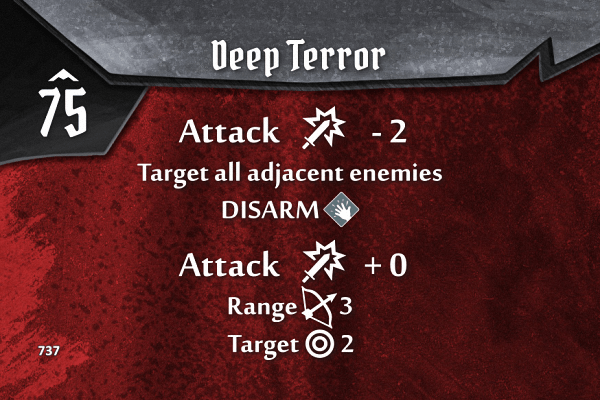 Deep Terror
75
Attack - 2
Target all adjacent enemies
DISARM
Attack + 0
Range 3
Target 2
737